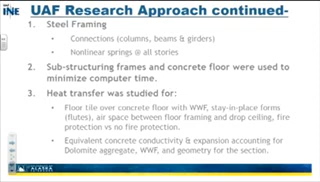 INE
UAF Research Approach continued-
1. Steel Framing
• Connections (columns, beams & girders)
• Nonlinear springs @ all stories
2. Sub-structuring frames and concrete floor were used to
minimize computer time.
3. Heat transfer was studied for:
• Floor tile over concrete floor with WWF, stay-in-place forms
(flutes), air space between floor framing and drop ceiling, fire
protection vs no fire protection.
• Equivalent concrete conductivity & expansion accounting for
Dolomite aggregate, WWF, and geometry for the section.
ALASKA